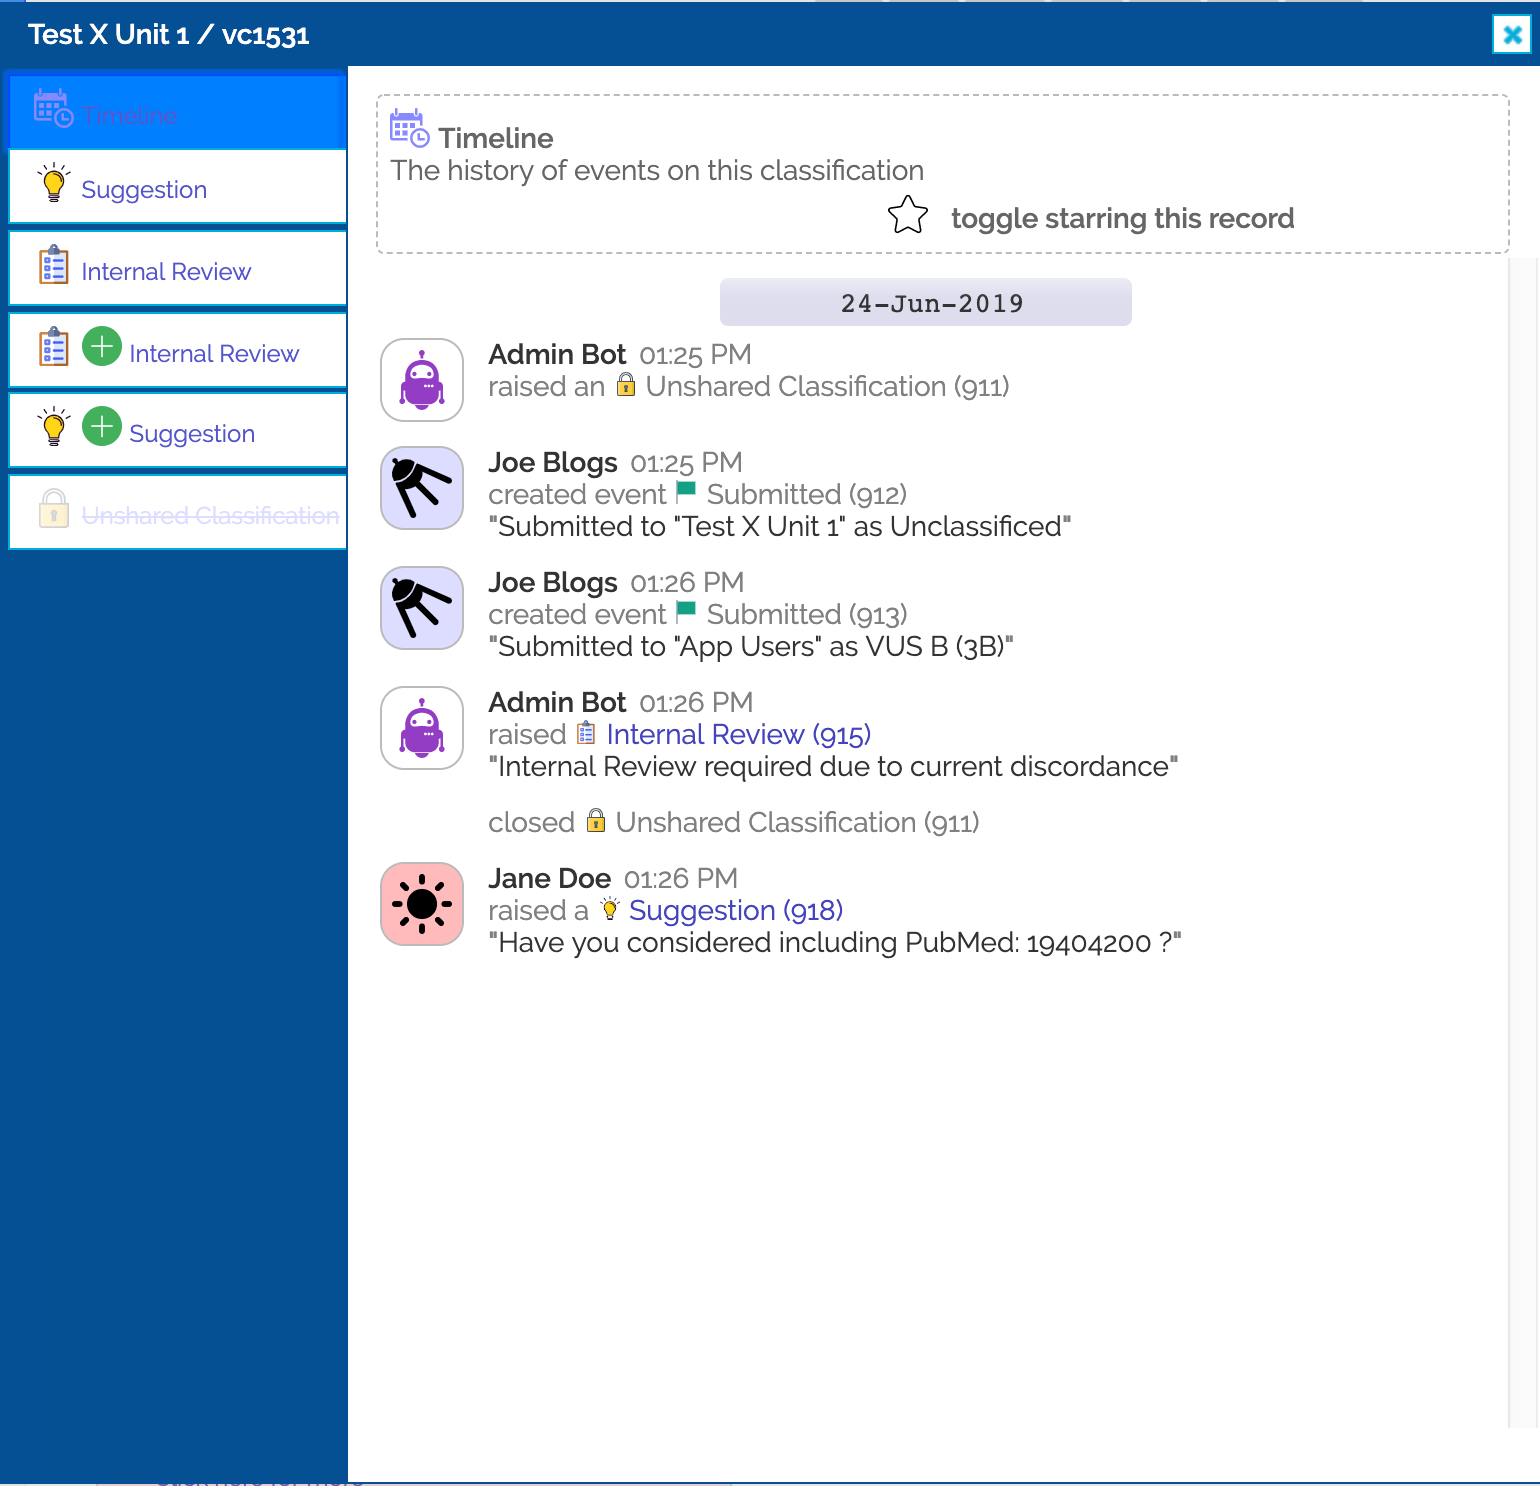 Test X Unit 1 / vc1531
Timeline
Suggestion
Internal Review
Internal Review
Suggestion
Unshared Classification
Timeline
The history of events on this classification
toggle starring this record
24-Jun-2019
Admin Bot 01:25 PM
raised an Unshared Classification (911)
Joe Blogs 01:25 PM
created event Submitted (912)
"Submitted to "Test X Unit 1" as Unclassificed"
Joe Blogs 01:26 PM
created event Submitted (913)
"Submitted to "App Users" as VUS B (3B)"
Admin Bot 01:26 PM
raised Internal Review (915)
"Internal Review required due to current discordance"
closed Unshared Classification (911)
Jane Doe 01:26 PM
raised a Suggestion (918)
"Have you considered including PubMed: 19404200 ?"